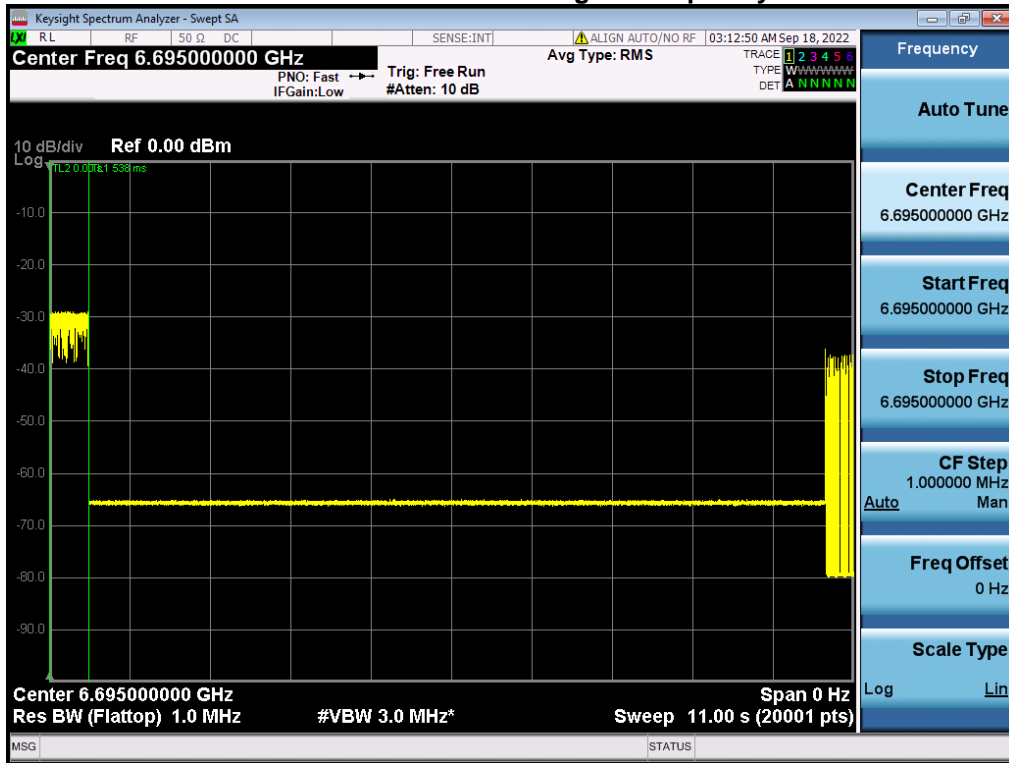 Keysight Spectrum Analyzer - Swept SA
LXI RL RF 50 Ω DC SENSE:INT ALIGN AUTO/NO RF 03:12:50 AM Sep 18, 2022
Center Freq 6.695000000 GHz
PNO: Fast
IFGain:Low
Trig: Free Run
#Atten: 10 dB
Avg Type: RMS
TRACE 1 2 3 4 5 6
TYPE WWWWWW
DET A N N N N N
10 dB/div Ref 0.00 dBm
Log
TL2 0.00 TL1 538 ms
-10.0
-20.0
-30.0
-40.0
-50.0
-60.0
-70.0
-80.0
-90.0
Center 6.695000000 GHz
Span 0 Hz
Res BW (Flattop) 1.0 MHz #VBW 3.0 MHz* Sweep 11.00 s (20001 pts)
MSG STATUS
Frequency
Auto Tune
Center Freq
6.695000000 GHz
Start Freq
6.695000000 GHz
Stop Freq
6.695000000 GHz
CF Step
1.000000 MHz
Auto Man
Freq Offset
0 Hz
Scale Type
Log Lin